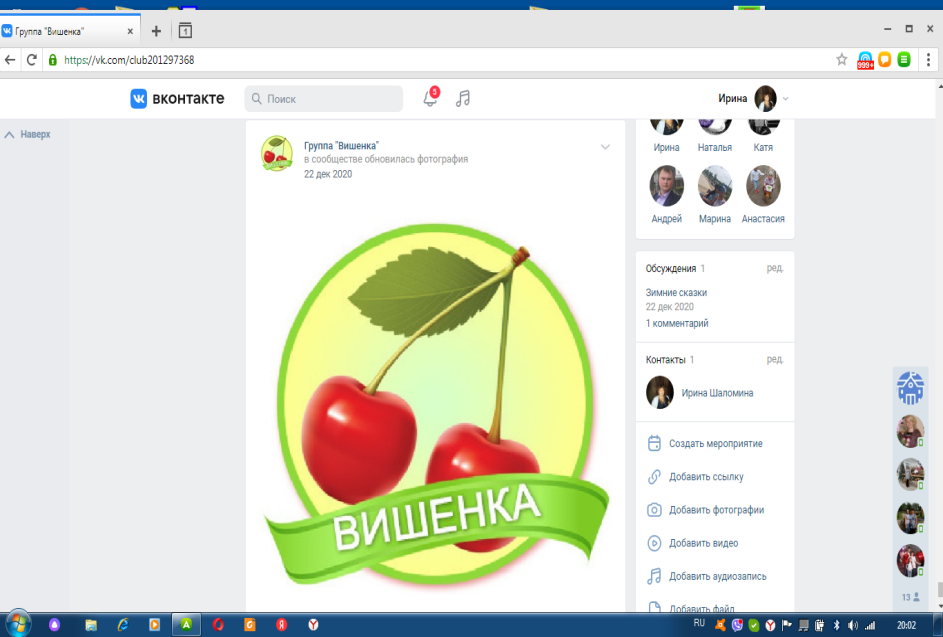 Группа "Вишенка"
1
https://vk.com/club201297368
999+
вконтакте
Поиск
5
Ирина
Наверх
Группа "Вишенка"
в сообществе обновилась фотография
22 дек 2020
ВИШЕНКА
Ирина Наталья Катя
Андрей Марина Анастасия
Обсуждения 1 ред.
Зимние сказки
22 дек 2020
1 комментарий
Контакты 1 ред.
Ирина Шаломина
Создать мероприятие
Добавить ссылку
Добавить фотографии
Добавить видео
Добавить аудиозапись
Добавить файл
13
RU
20:02